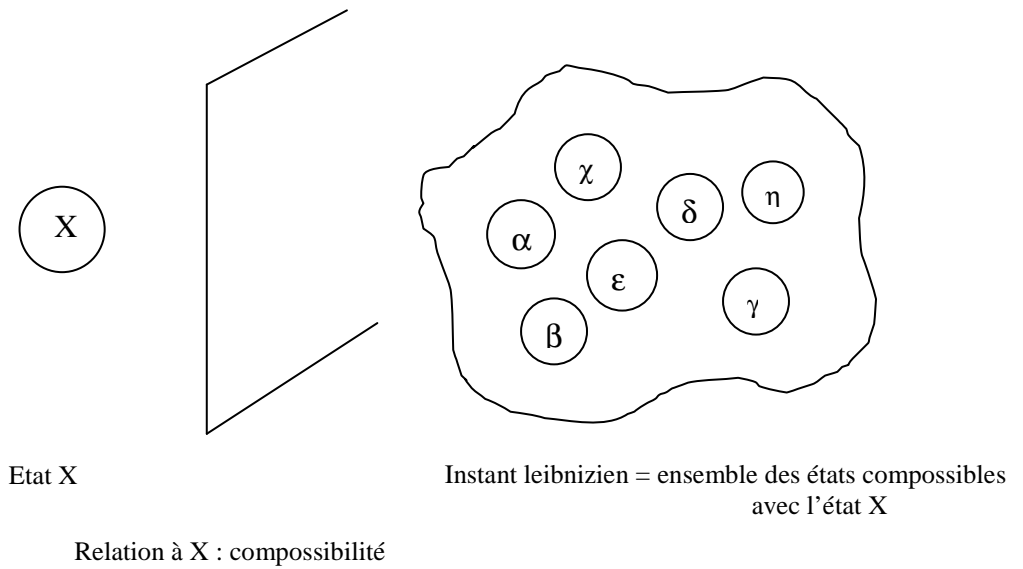 X
χ
δ
η
α
ε
γ
β
Etat X
Instant leibnizien = ensemble des états compossibles
avec l’état X
Relation à X : compossibilité